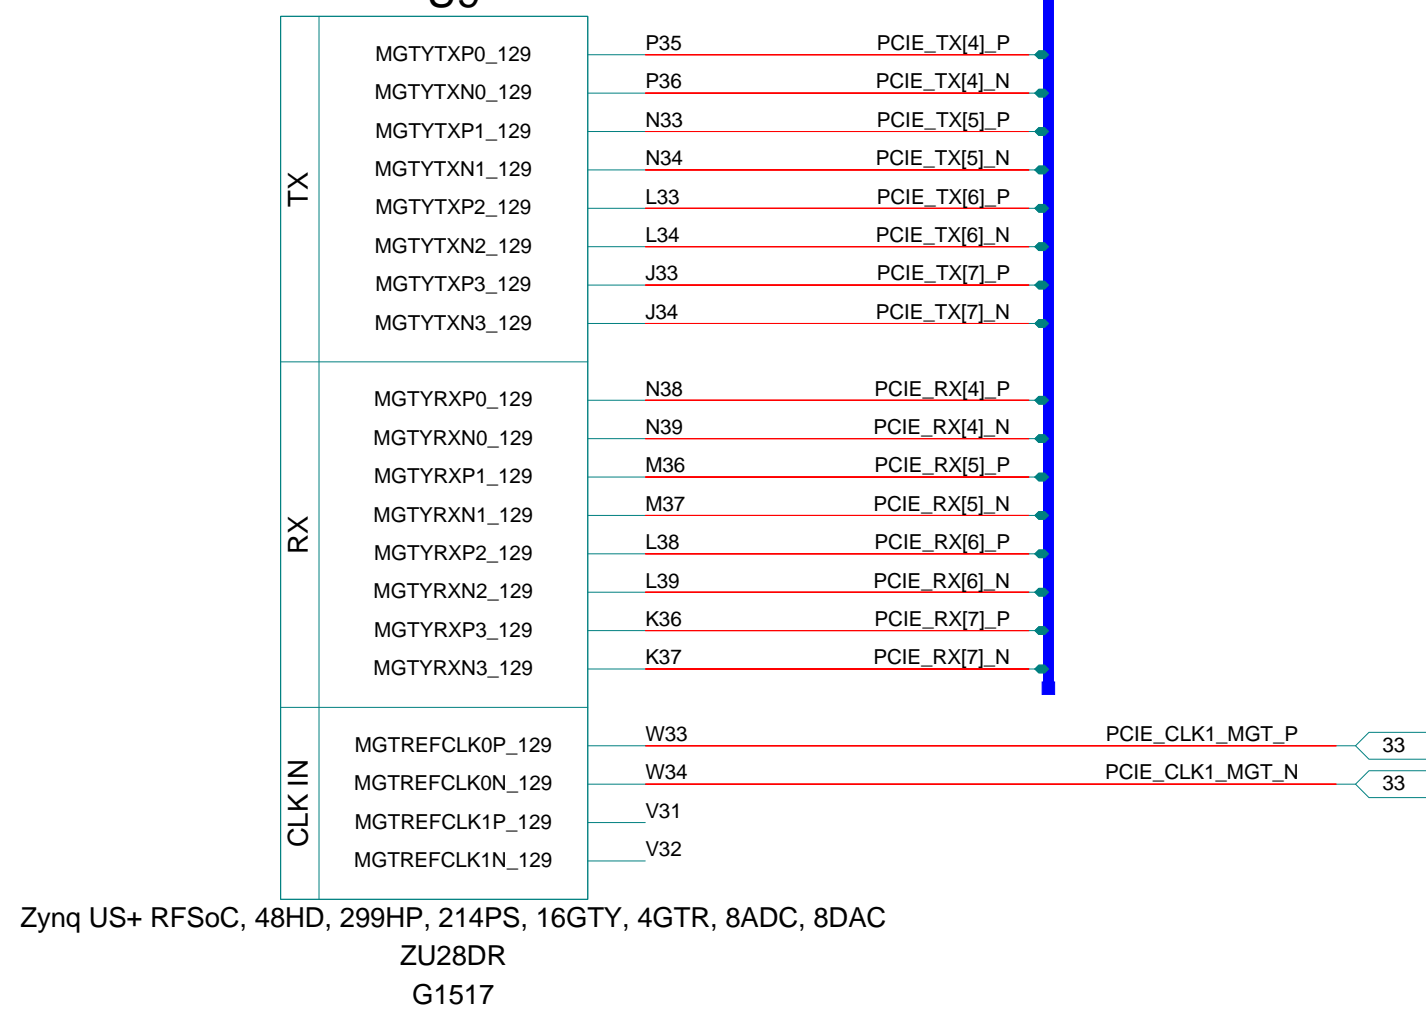 TX
MGTYTXP0_129 P35 PCIE_TX[4]_P
MGTYTXN0_129 P36 PCIE_TX[4]_N
MGTYTXP1_129 N33 PCIE_TX[5]_P
MGTYTXN1_129 N34 PCIE_TX[5]_N
MGTYTXP2_129 L33 PCIE_TX[6]_P
MGTYTXN2_129 L34 PCIE_TX[6]_N
MGTYTXP3_129 J33 PCIE_TX[7]_P
MGTYTXN3_129 J34 PCIE_TX[7]_N
RX
MGTYRXP0_129 N38 PCIE_RX[4]_P
MGTYRXN0_129 N39 PCIE_RX[4]_N
MGTYRXP1_129 M36 PCIE_RX[5]_P
MGTYRXN1_129 M37 PCIE_RX[5]_N
MGTYRXP2_129 L38 PCIE_RX[6]_P
MGTYRXN2_129 L39 PCIE_RX[6]_N
MGTYRXP3_129 K36 PCIE_RX[7]_P
MGTYRXN3_129 K37 PCIE_RX[7]_N
CLK IN
MGTREFCLK0P_129 W33 PCIE_CLK1_MGT_P 33
MGTREFCLK0N_129 W34 PCIE_CLK1_MGT_N 33
MGTREFCLK1P_129 V31
MGTREFCLK1N_129 V32
Zynq US+ RFSoC, 48HD, 299HP, 214PS, 16GTY, 4GTR, 8ADC, 8DAC
ZU28DR
G1517